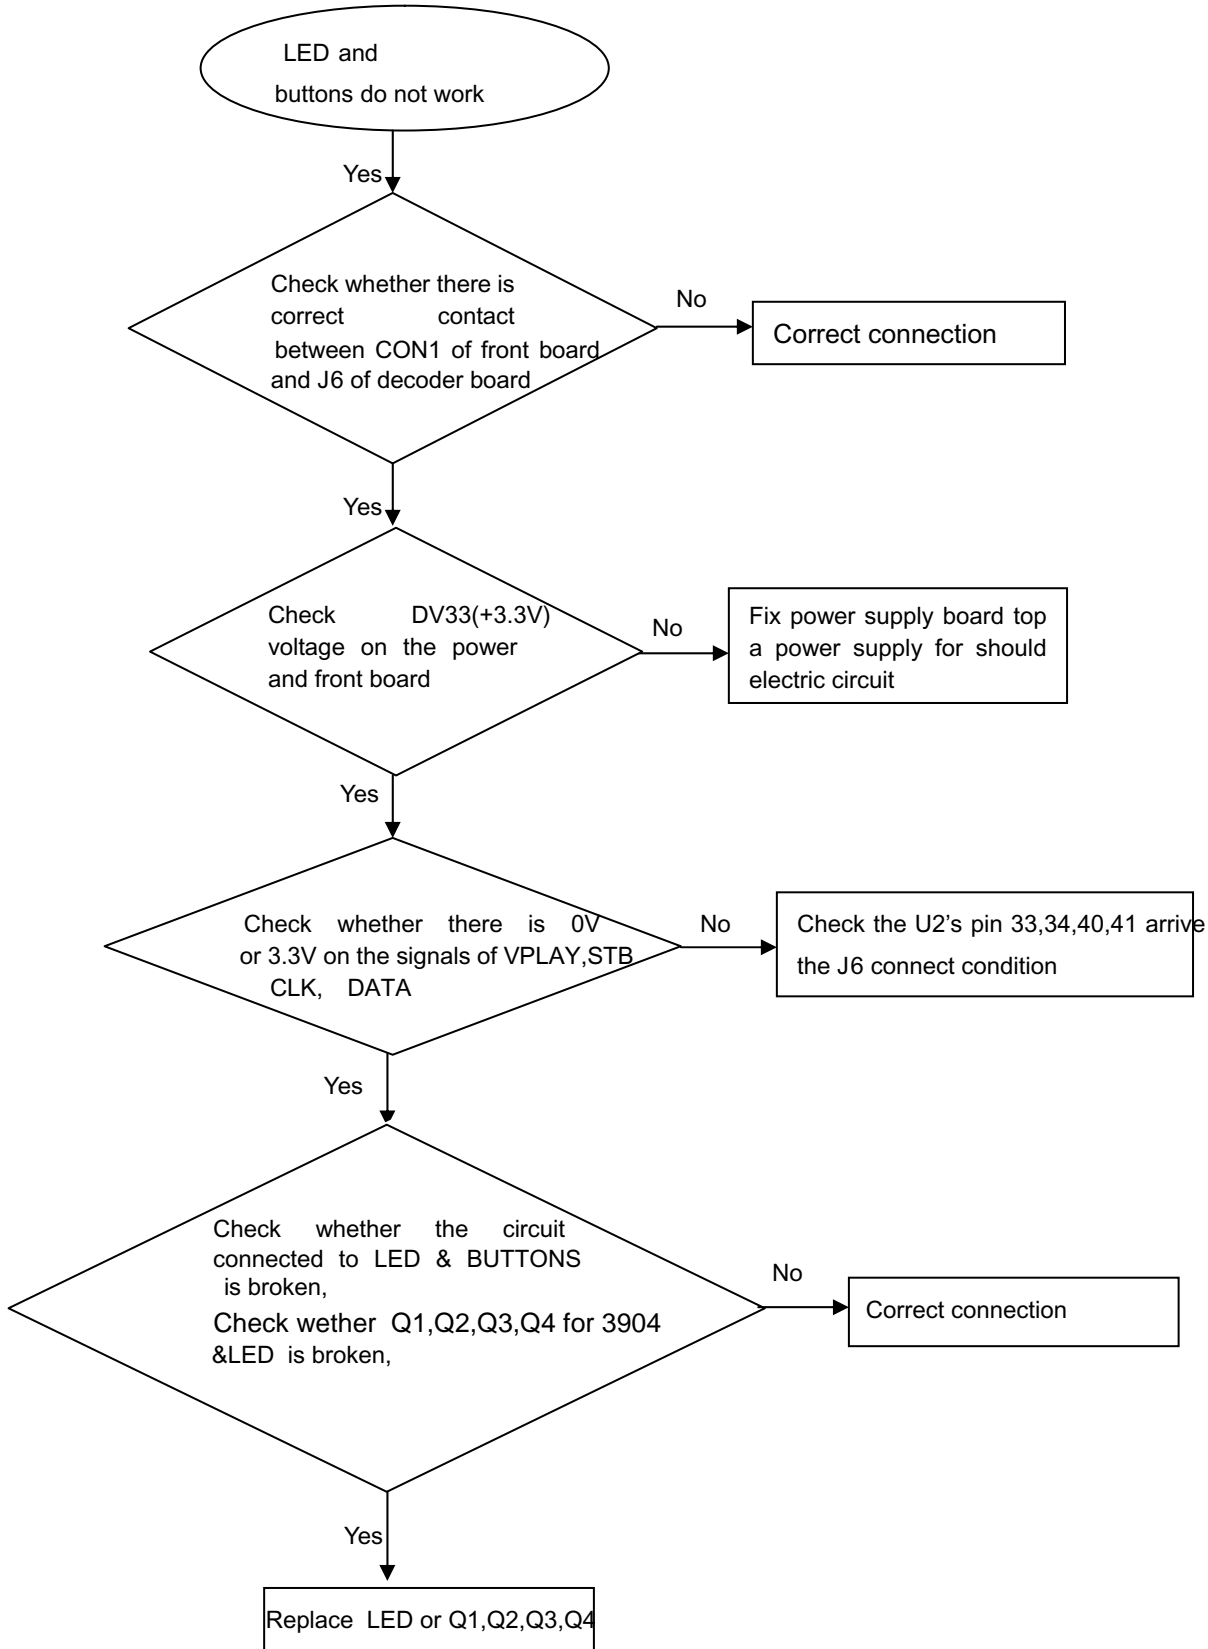 LED and
buttons do not work
Yes
Check whether there is
correct contact
between CON1 of front board
and J6 of decoder board
No
Correct connection
Yes
Check DV33(+3.3V)
voltage on the power
and front board
No
Fix power supply board top
a power supply for should
electric circuit
Yes
Check whether there is 0V
or 3.3V on the signals of VPLAY,STB
CLK, DATA
No
Check the U2's pin 33,34,40,41 arrive
the J6 connect condition
Yes
Check whether the circuit
connected to LED & BUTTONS
is broken,
Check wether Q1,Q2,Q3,Q4 for 3904
&LED is broken,
No
Correct connection
Yes
Replace LED or Q1,Q2,Q3,Q4